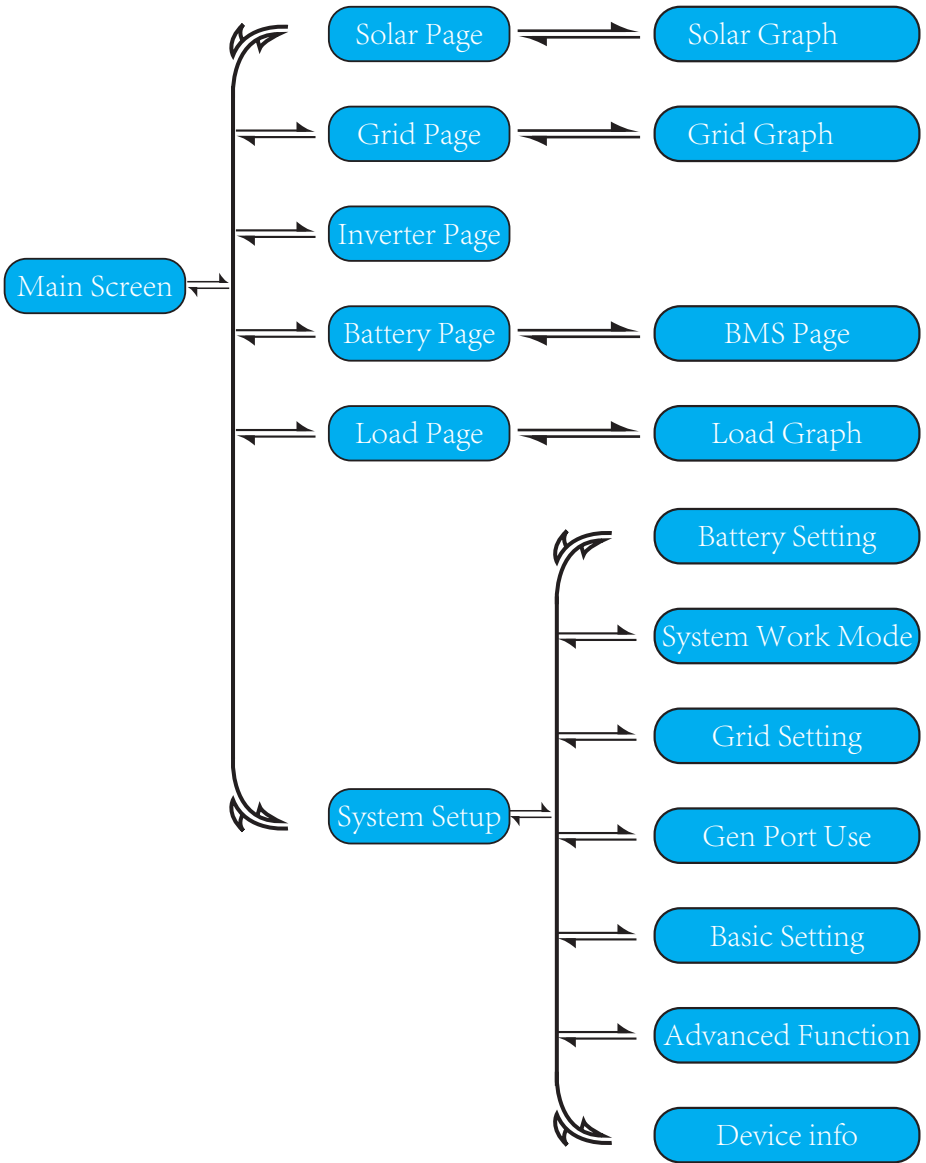 Solar Page
Solar Graph
Grid Page
Grid Graph
Inverter Page
Main Screen
Battery Page
BMS Page
Load Page
Load Graph
Battery Setting
System Work Mode
Grid Setting
System Setup
Gen Port Use
Basic Setting
Advanced Function
Device info